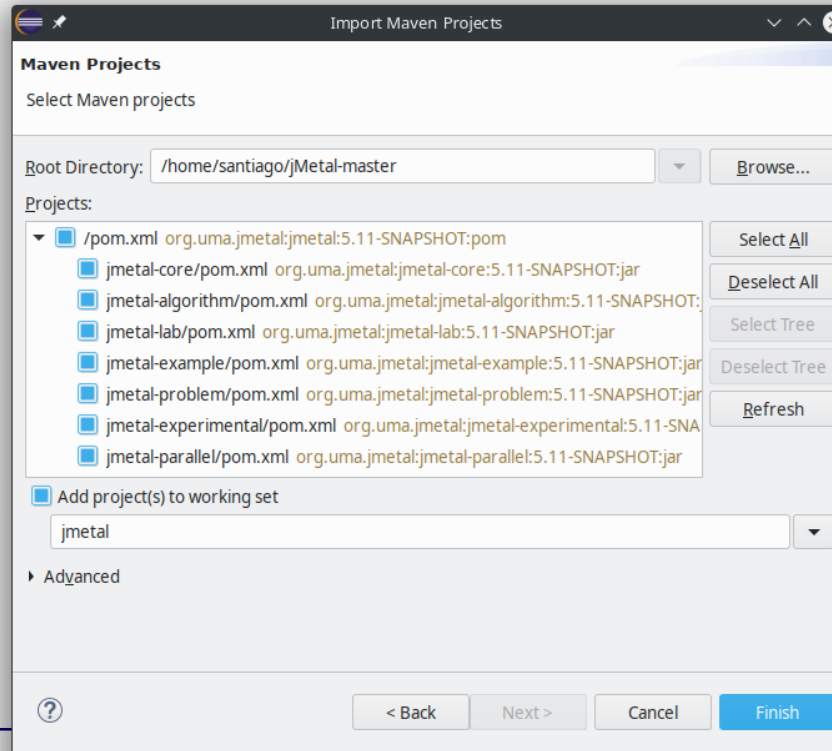 Import Maven Projects
Maven Projects
Select Maven projects
Root Directory: /home/santiago/jMetal-master Browse...
Projects:
/pom.xml org.uma.jmetal:jmetal:5.11-SNAPSHOT:pom
jmetal-core/pom.xml org.uma.jmetal:jmetal-core:5.11-SNAPSHOT:jar
jmetal-algorithm/pom.xml org.uma.jmetal:jmetal-algorithm:5.11-SNAPSHOT:
jmetal-lab/pom.xml org.uma.jmetal:jmetal-lab:5.11-SNAPSHOT:jar
jmetal-example/pom.xml org.uma.jmetal:jmetal-example:5.11-SNAPSHOT:jar
jmetal-problem/pom.xml org.uma.jmetal:jmetal-problem:5.11-SNAPSHOT:jar
jmetal-experimental/pom.xml org.uma.jmetal:jmetal-experimental:5.11-SNA
jmetal-parallel/pom.xml org.uma.jmetal:jmetal-parallel:5.11-SNAPSHOT:jar
Select All
Deselect All
Select Tree
Deselect Tree
Refresh
Add project(s) to working set
jmetal
Advanced
? < Back Next > Cancel Finish